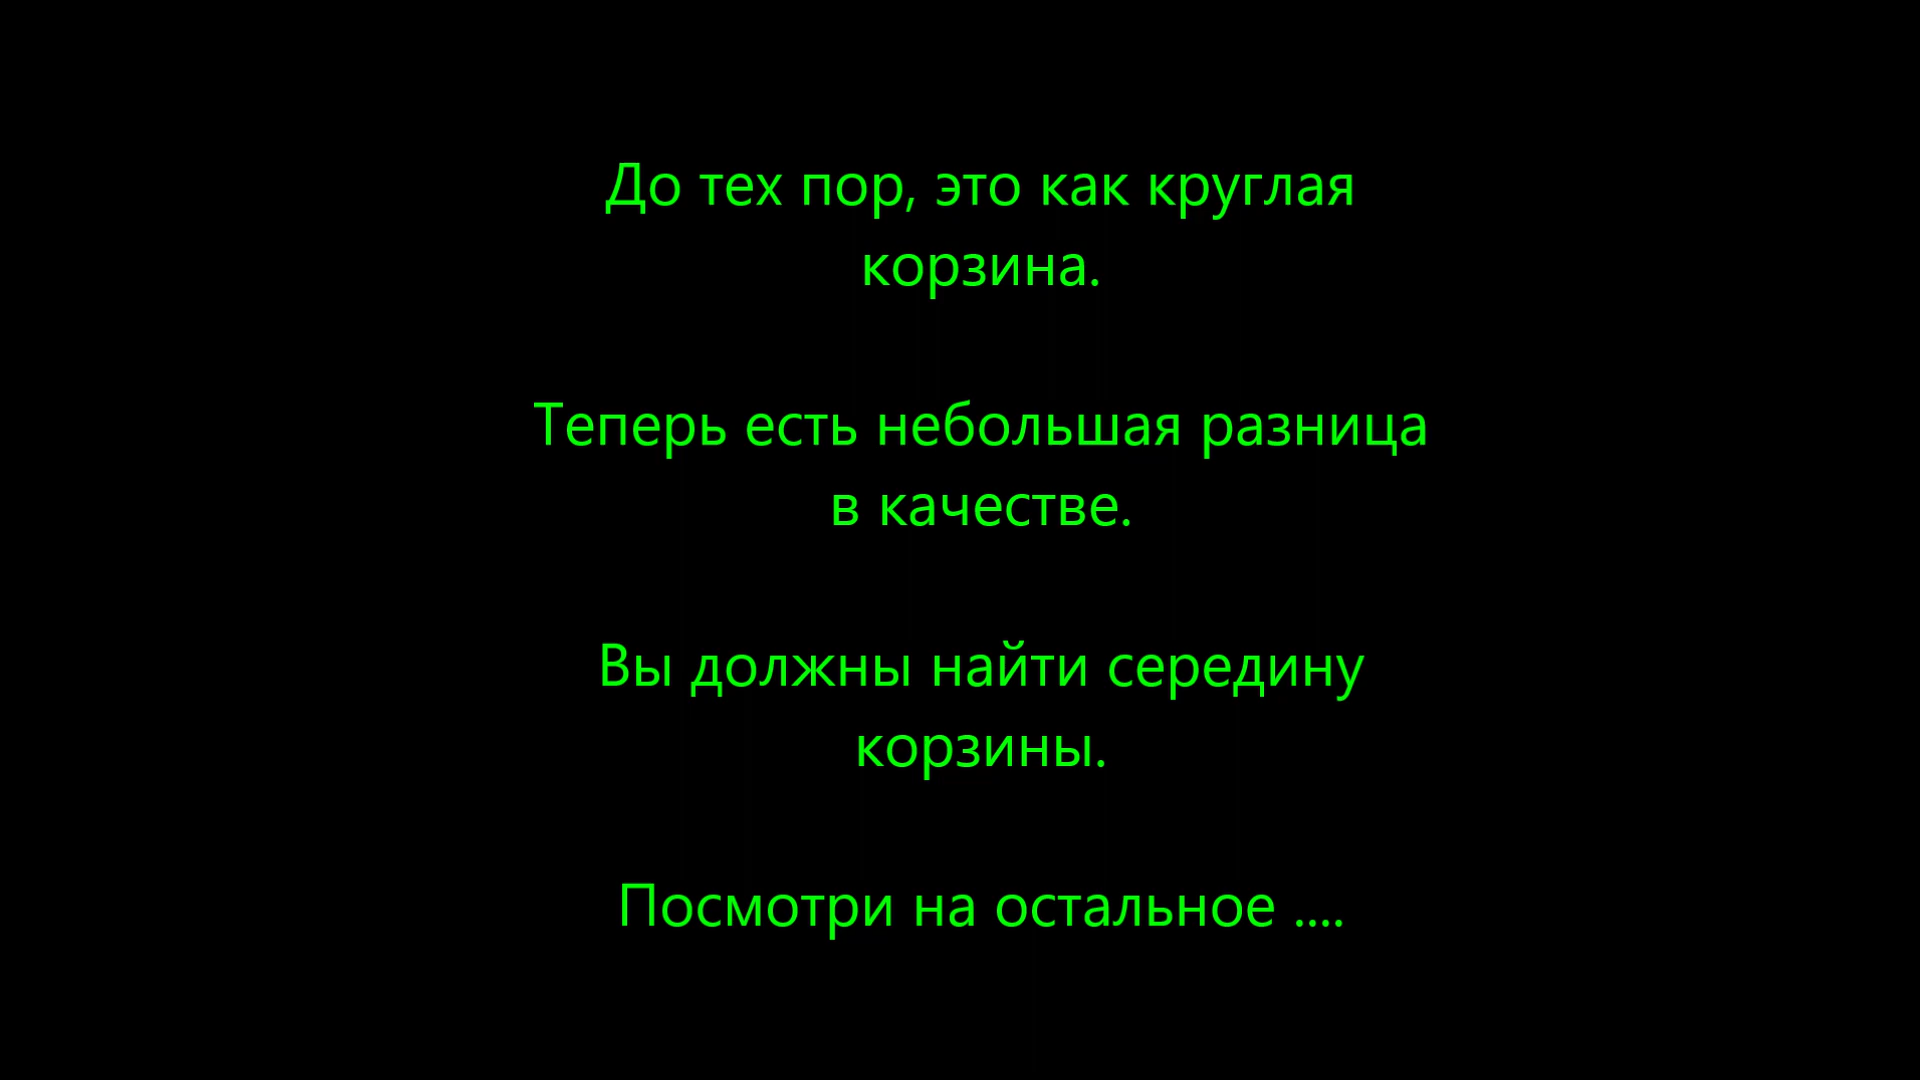 До тех пор, это как круглая
корзина.
Теперь есть небольшая разница
в качестве.
Вы должны найти середину
корзины.
Посмотри на остальное ....